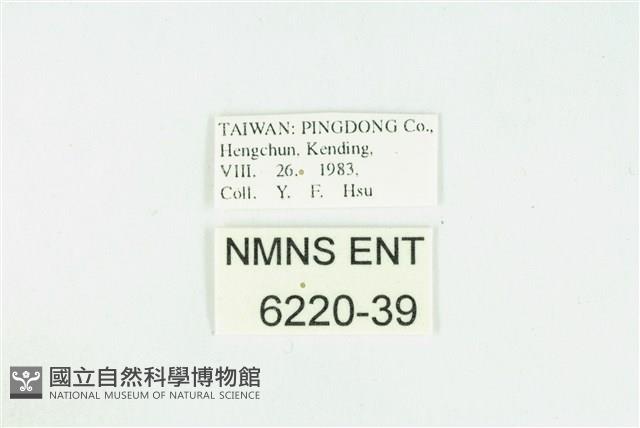 TAIWAN: PINGDONG Co.,
Hengchun, Kending,
VIII. 26. 1983,
Coll. Y. F. Hsu
NMNS ENT
6220-39
國立自然科學博物館
NATIONAL MUSEUM OF NATURAL SCIENCE